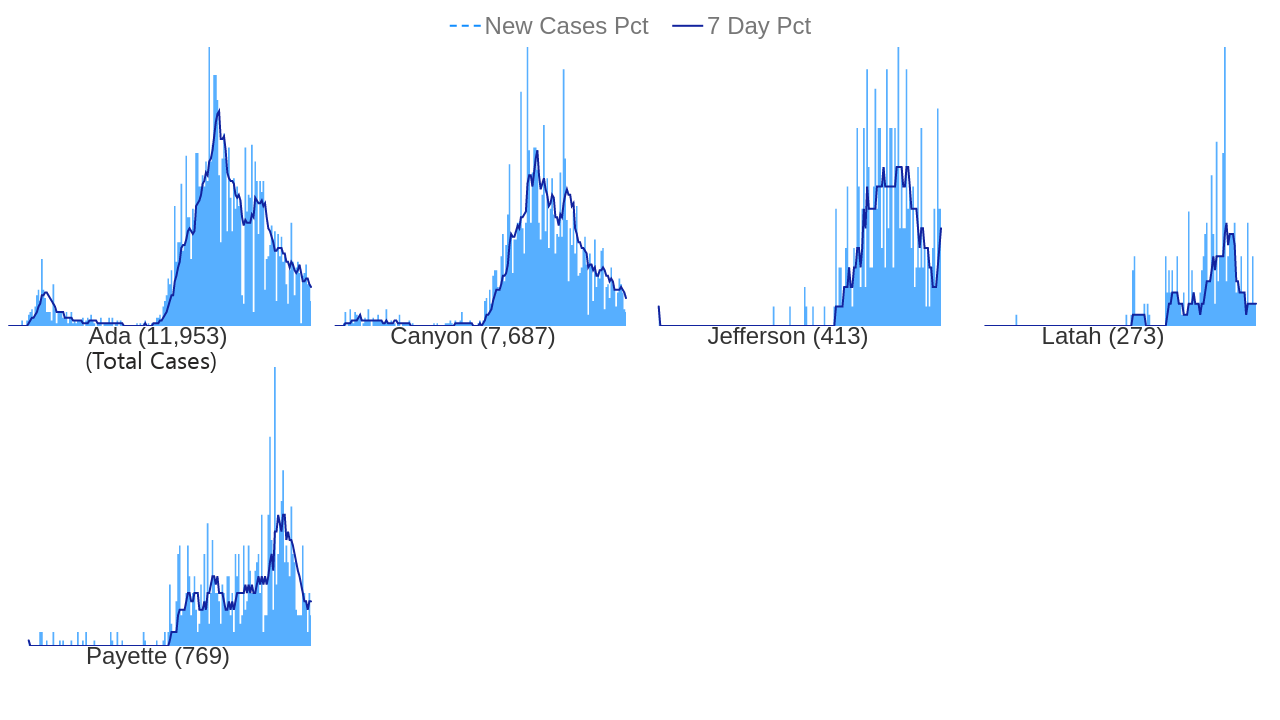 New Cases Pct 7 Day Pct
Ada (11,953) Canyon (7,687) Jefferson (413) Latah (273)
(Total Cases)
Payette (769)